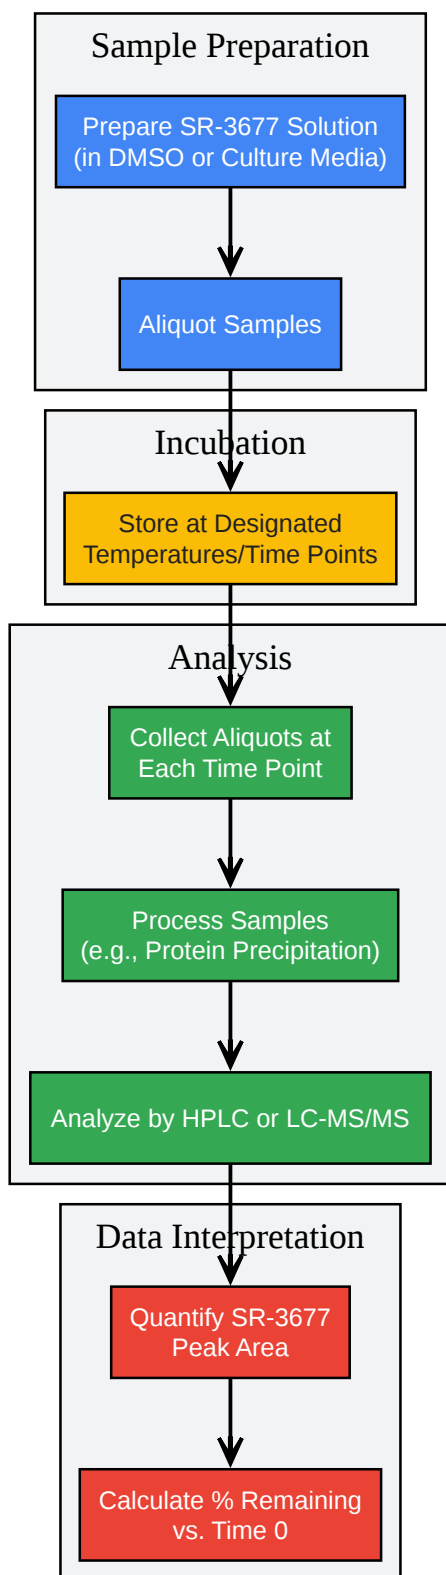 Sample Preparation
Prepare SR-3677 Solution
(in DMSO or Culture Media)
Aliquot Samples
Incubation
Store at Designated
Temperatures/Time Points
Analysis
Collect Aliquots at
Each Time Point
Process Samples
(e.g., Protein Precipitation)
Analyze by HPLC or LC-MS/MS
Data Interpretation
Quantify SR-3677
Peak Area
Calculate % Remaining
vs. Time 0